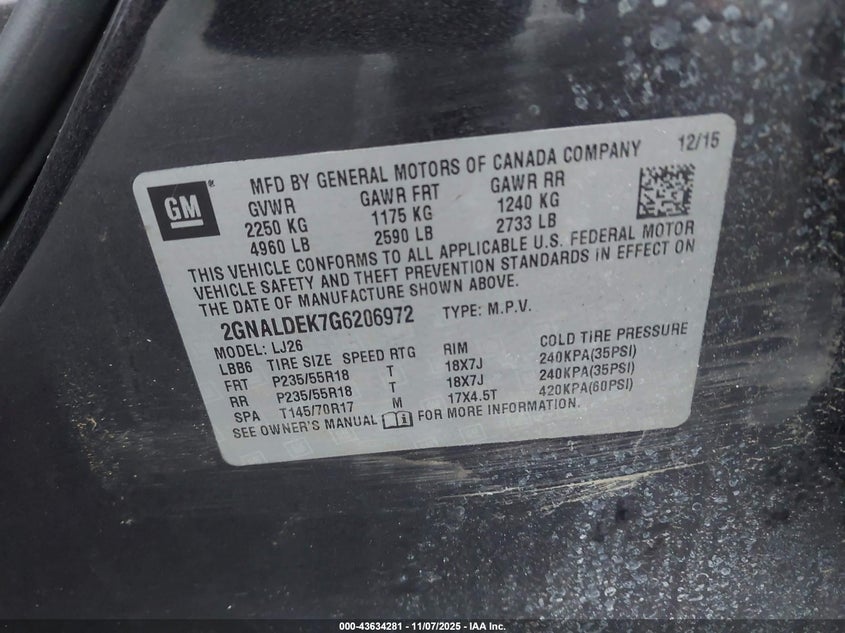 GM
MFD BY GENERAL MOTORS OF CANADA COMPANY 12/15
GVWR GAWR FRT GAWR RR
2250 KG 1175 KG 1240 KG
4960 LB 2590 LB 2733 LB
THIS VEHICLE CONFORMS TO ALL APPLICABLE U.S. FEDERAL MOTOR
VEHICLE SAFETY AND THEFT PREVENTION STANDARDS IN EFFECT ON
THE DATE OF MANUFACTURE SHOWN ABOVE.
2GNALDEK7G6206972 TYPE: M.P.V.
MODEL: LJ26
LBB6 TIRE SIZE SPEED RTG RIM COLD TIRE PRESSURE
FRT P235/55R18 T 18X7J 240KPA(35PSI)
RR P235/55R18 T 18X7J 240KPA(35PSI)
SPA T145/70R17 M 17X4.5T 420KPA(60PSI)
SEE OWNER'S MANUAL FOR MORE INFORMATION.
000-43634281 - 11/07/2025 - IAA Inc.